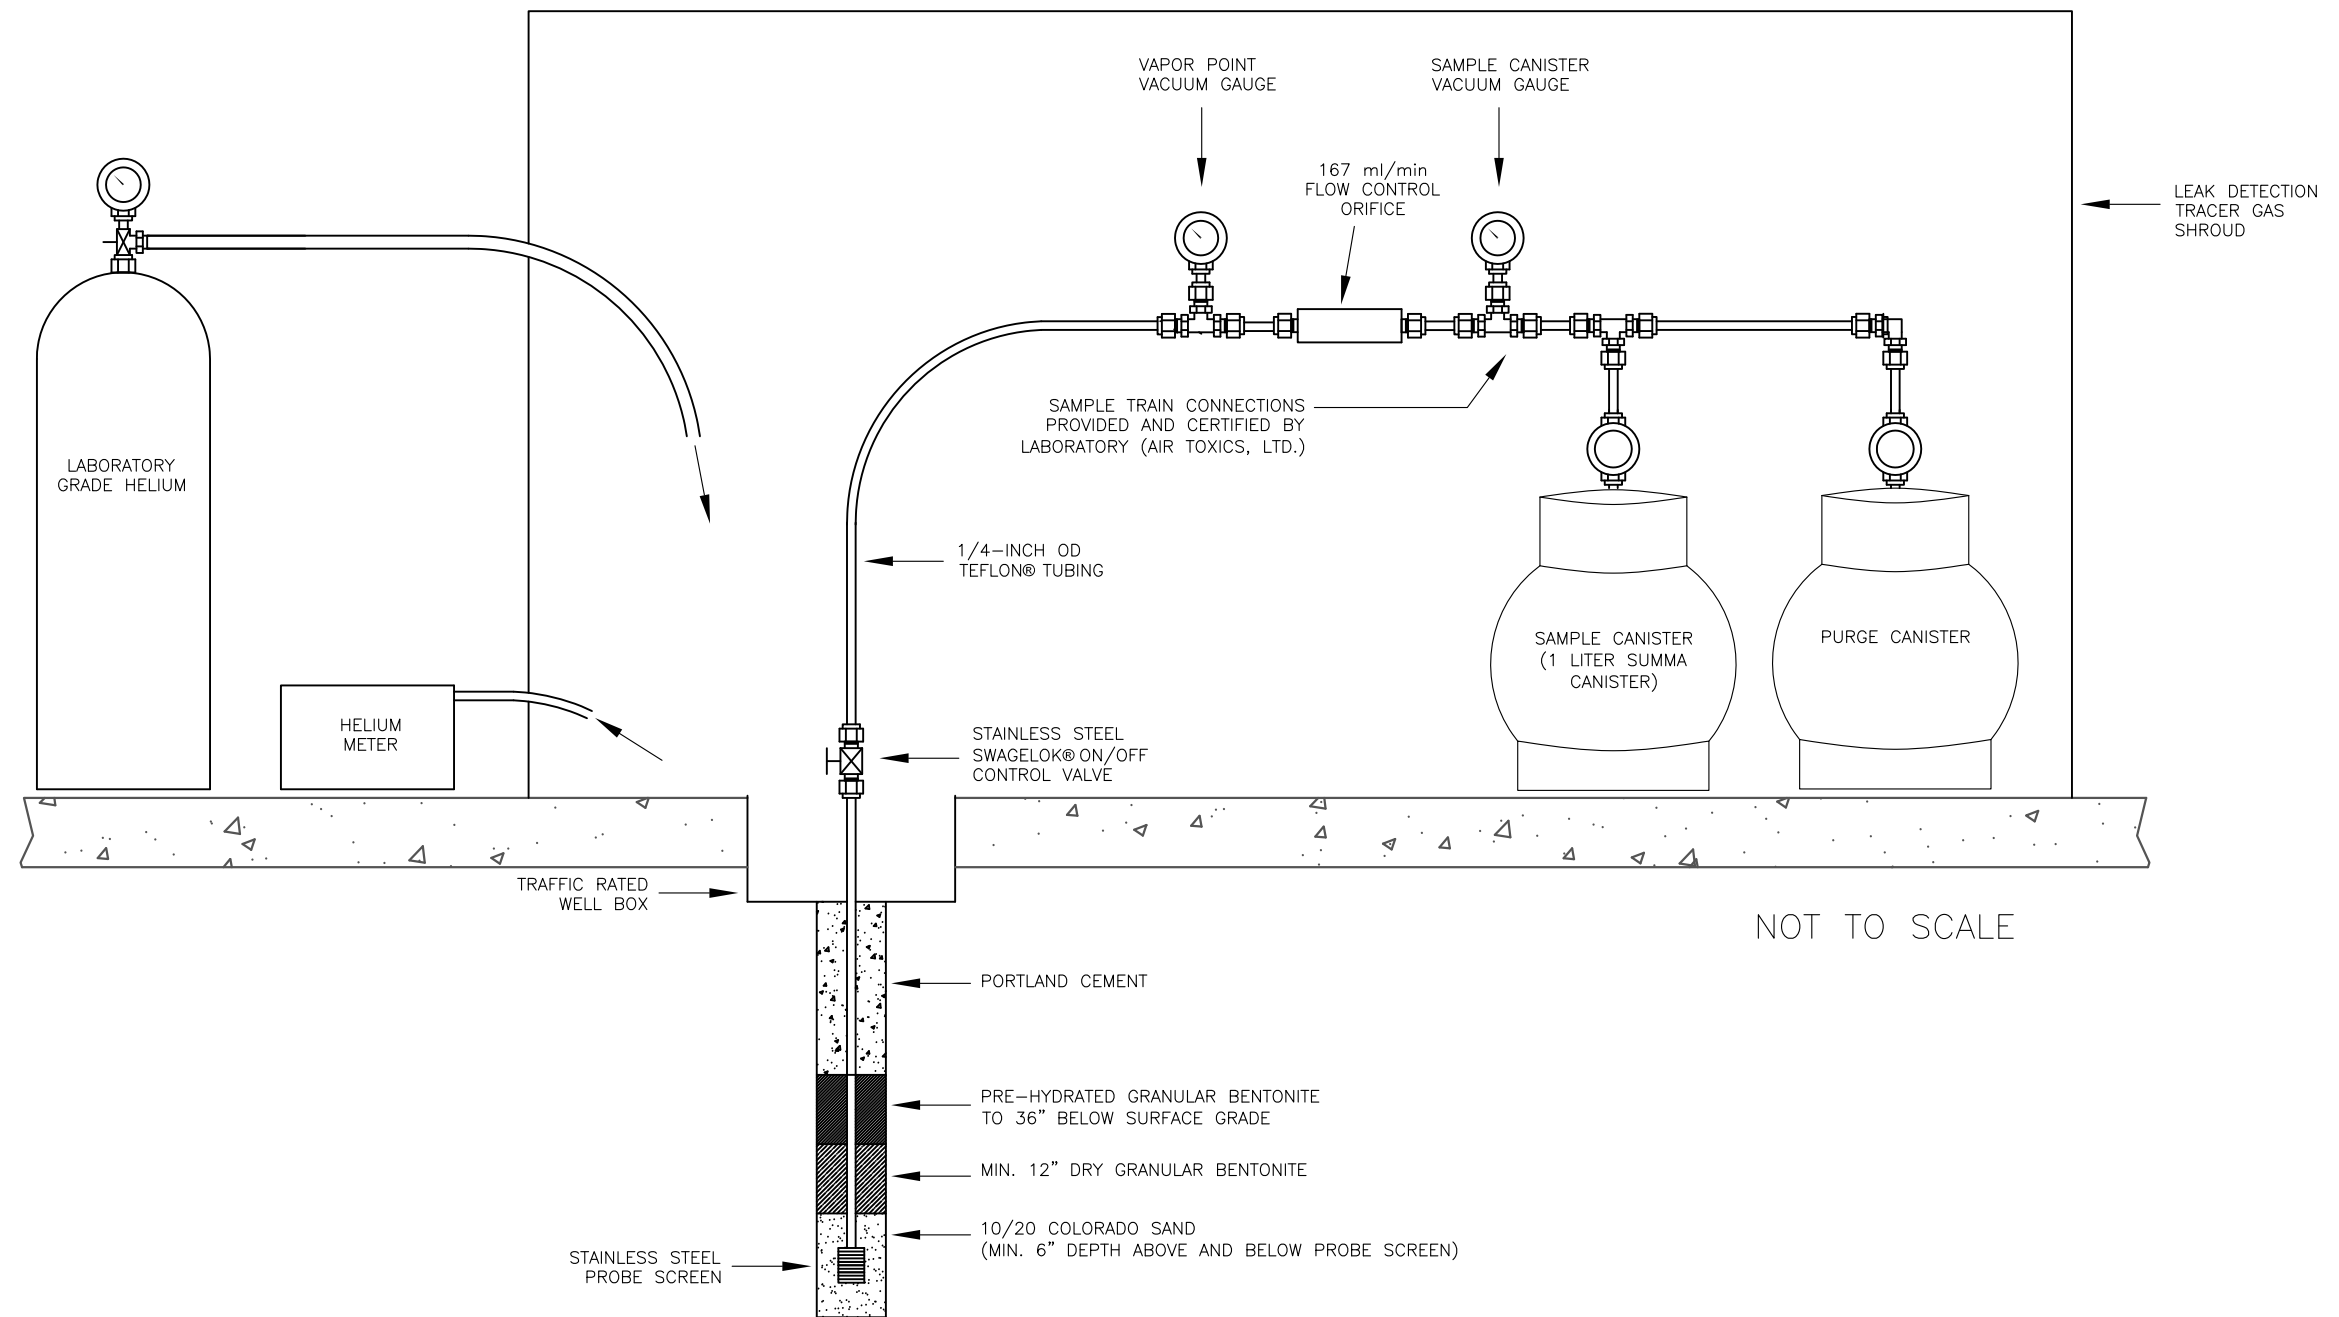 VAPOR POINT
VACUUM GAUGE
SAMPLE CANISTER
VACUUM GAUGE
167 ml/min
FLOW CONTROL
ORIFICE
LEAK DETECTION
TRACER GAS
SHROUD
SAMPLE TRAIN CONNECTIONS
PROVIDED AND CERTIFIED BY
LABORATORY (AIR TOXICS, LTD.)
LABORATORY
GRADE HELIUM
1/4-INCH OD
TEFLON® TUBING
SAMPLE CANISTER
(1 LITER SUMMA
CANISTER)
PURGE CANISTER
HELIUM
METER
STAINLESS STEEL
SWAGELOK® ON/OFF
CONTROL VALVE
TRAFFIC RATED
WELL BOX
NOT TO SCALE
PORTLAND CEMENT
PRE-HYDRATED GRANULAR BENTONITE
TO 36" BELOW SURFACE GRADE
MIN. 12" DRY GRANULAR BENTONITE
10/20 COLORADO SAND
(MIN. 6" DEPTH ABOVE AND BELOW PROBE SCREEN)
STAINLESS STEEL
PROBE SCREEN